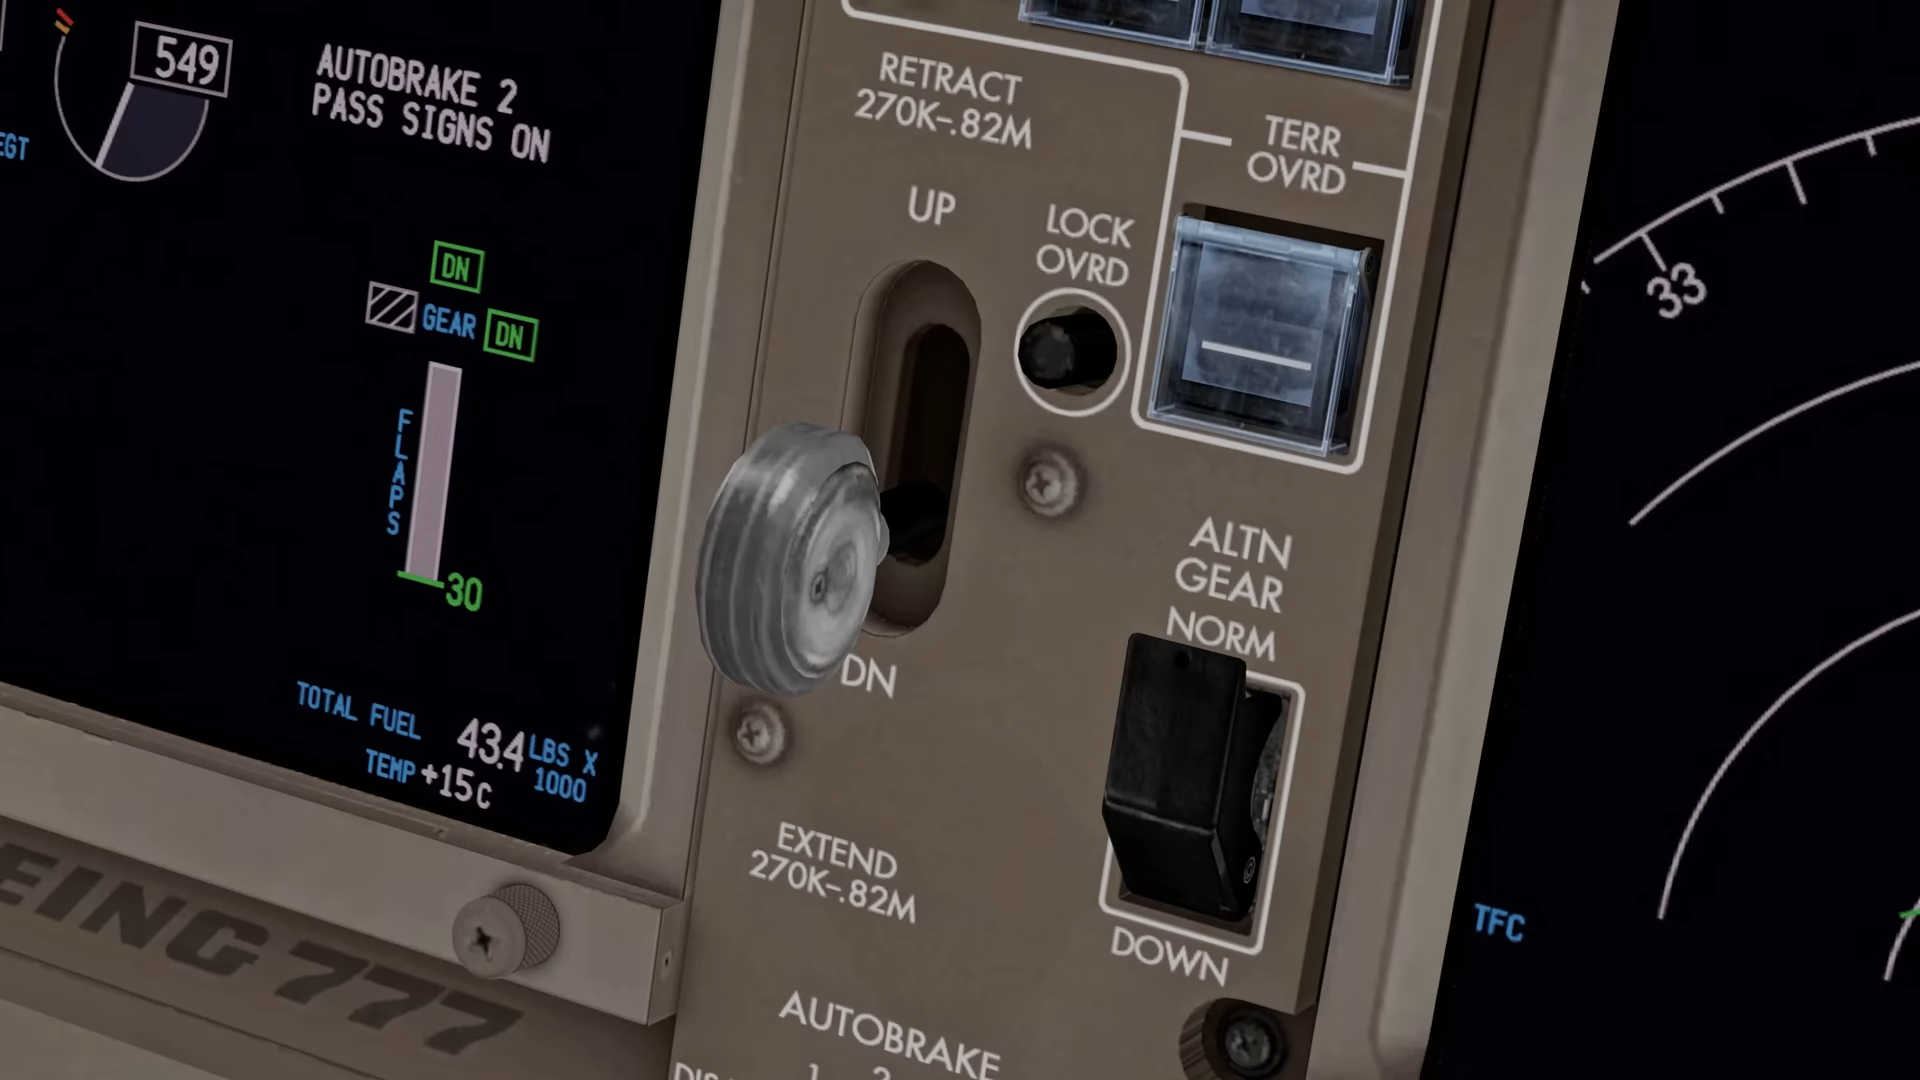 549
AUTOBRAKE 2
PASS SIGNS ON
EGT
DN
GEAR
DN
FLAPS
30
TOTAL FUEL 43.4 LBS X
TEMP +15c 1000
EING 777
RETRACT
270K-.82M
UP
LOCK
OVRD
TERR
OVRD
DN
ALTN
GEAR
NORM
DOWN
EXTEND
270K-.82M
AUTOBRAKE
1 2
33
TFC